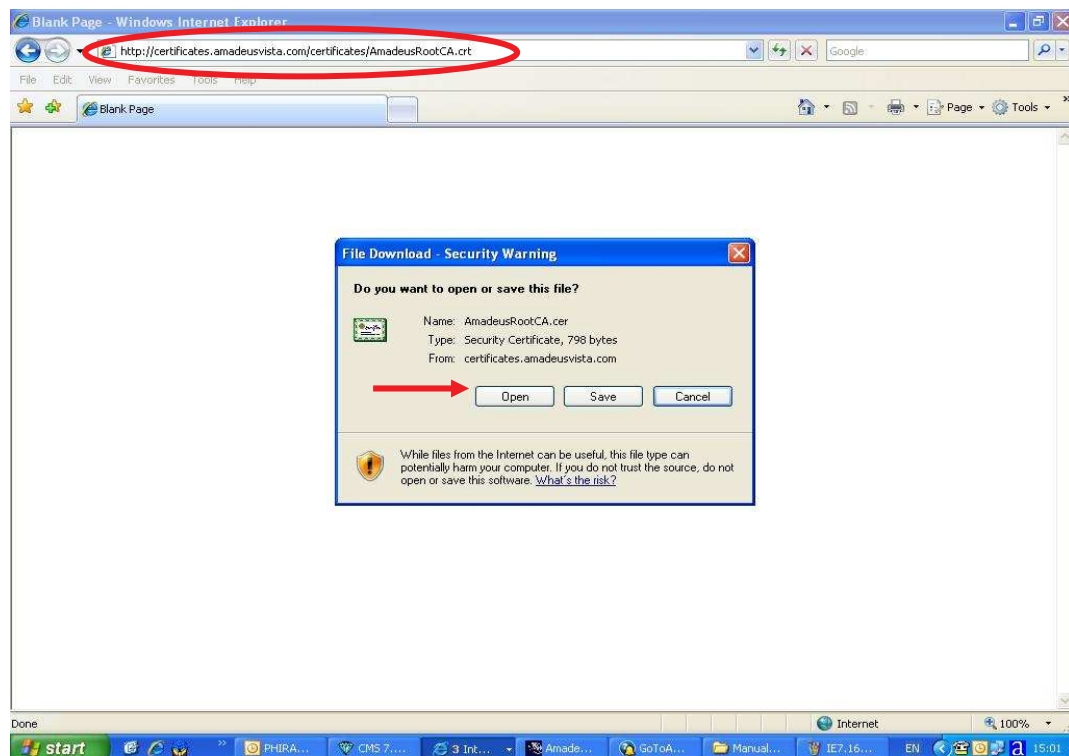 Blank Page - Windows Internet Explorer
http://certificates.amadeusvista.com/certificates/AmadeusRootCA.crt
Google
File Edit View Favorites Tools Help
Blank Page
Page Tools »
File Download - Security Warning
Do you want to open or save this file?
Name: AmadeusRootCA.cer
Type: Security Certificate, 798 bytes
From: certificates.amadeusvista.com
Open Save Cancel
While files from the Internet can be useful, this file type can
potentially harm your computer. If you do not trust the source, do not
open or save this software. What's the risk?
Done Internet 100%
start » PHIRA... CMS 7.... 3 Int... Amade... GoToA... Manual... IE7,16... EN a 15:01